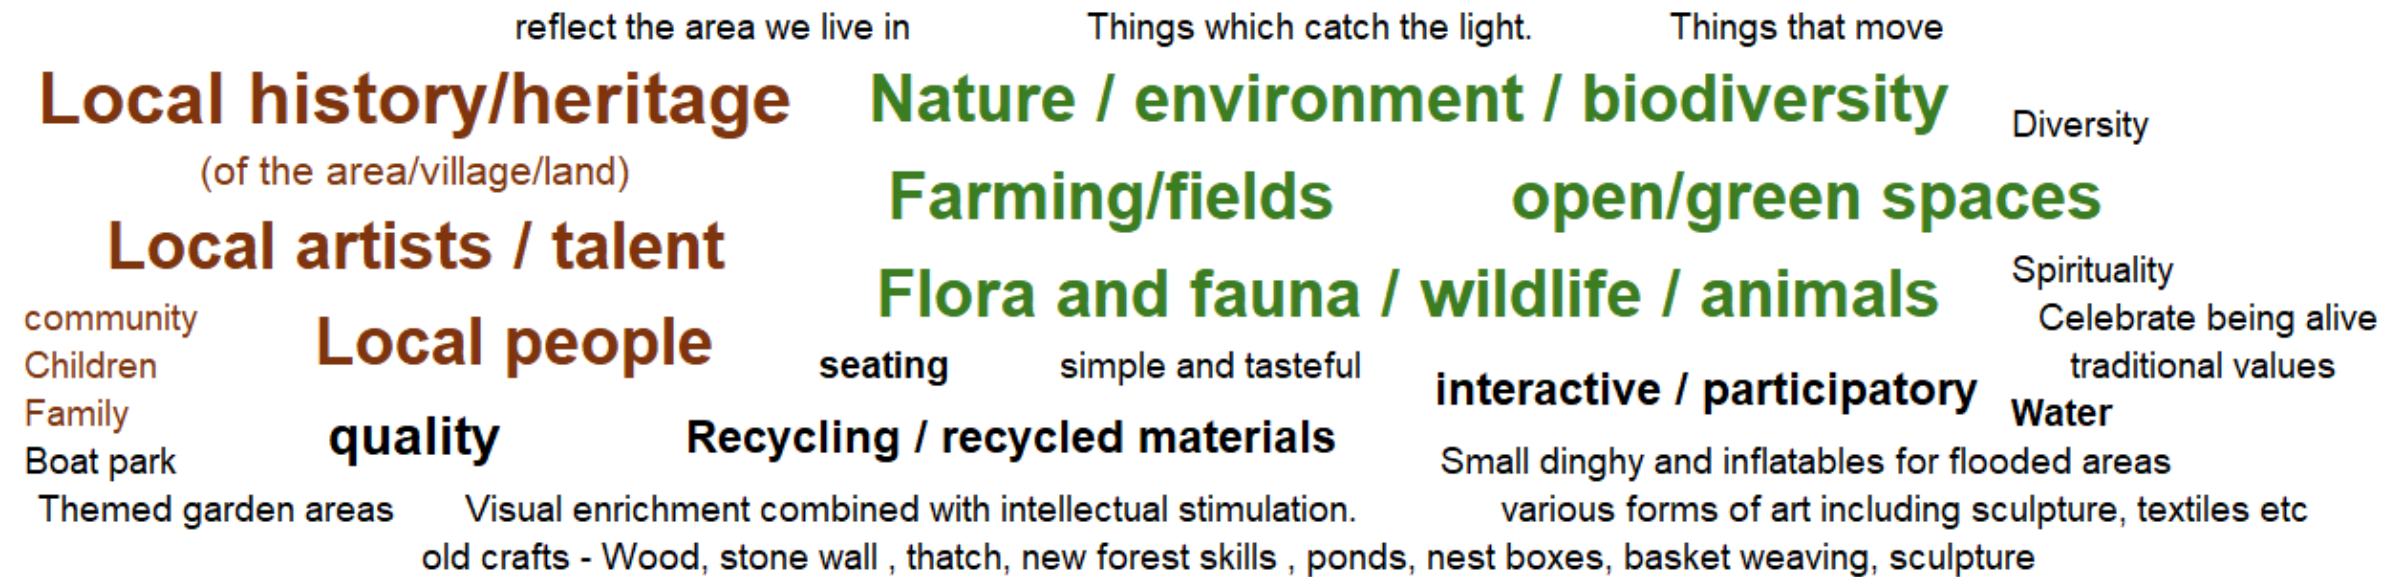 reflect the area we live in
Things which catch the light.
Things that move
Local history/heritage
Nature / environment / biodiversity
Diversity
(of the area/village/land)
Farming/fields
open/green spaces
Local artists / talent
Flora and fauna / wildlife / animals
Spirituality
community
Local people
Celebrate being alive
Children
seating
simple and tasteful
interactive / participatory
traditional values
Family
quality
Recycling / recycled materials
Water
Boat park
Small dinghy and inflatables for flooded areas
Themed garden areas
Visual enrichment combined with intellectual stimulation.
various forms of art including sculpture, textiles etc
old crafts - Wood, stone wall , thatch, new forest skills , ponds, nest boxes, basket weaving, sculpture